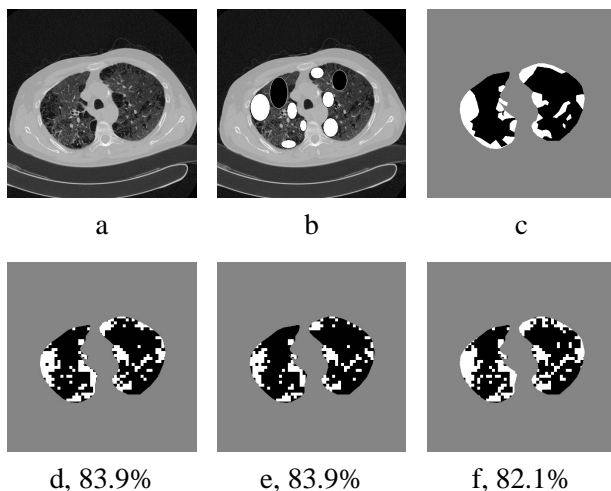 a
b
c
d, 83.9%
e, 83.9%
f, 82.1%